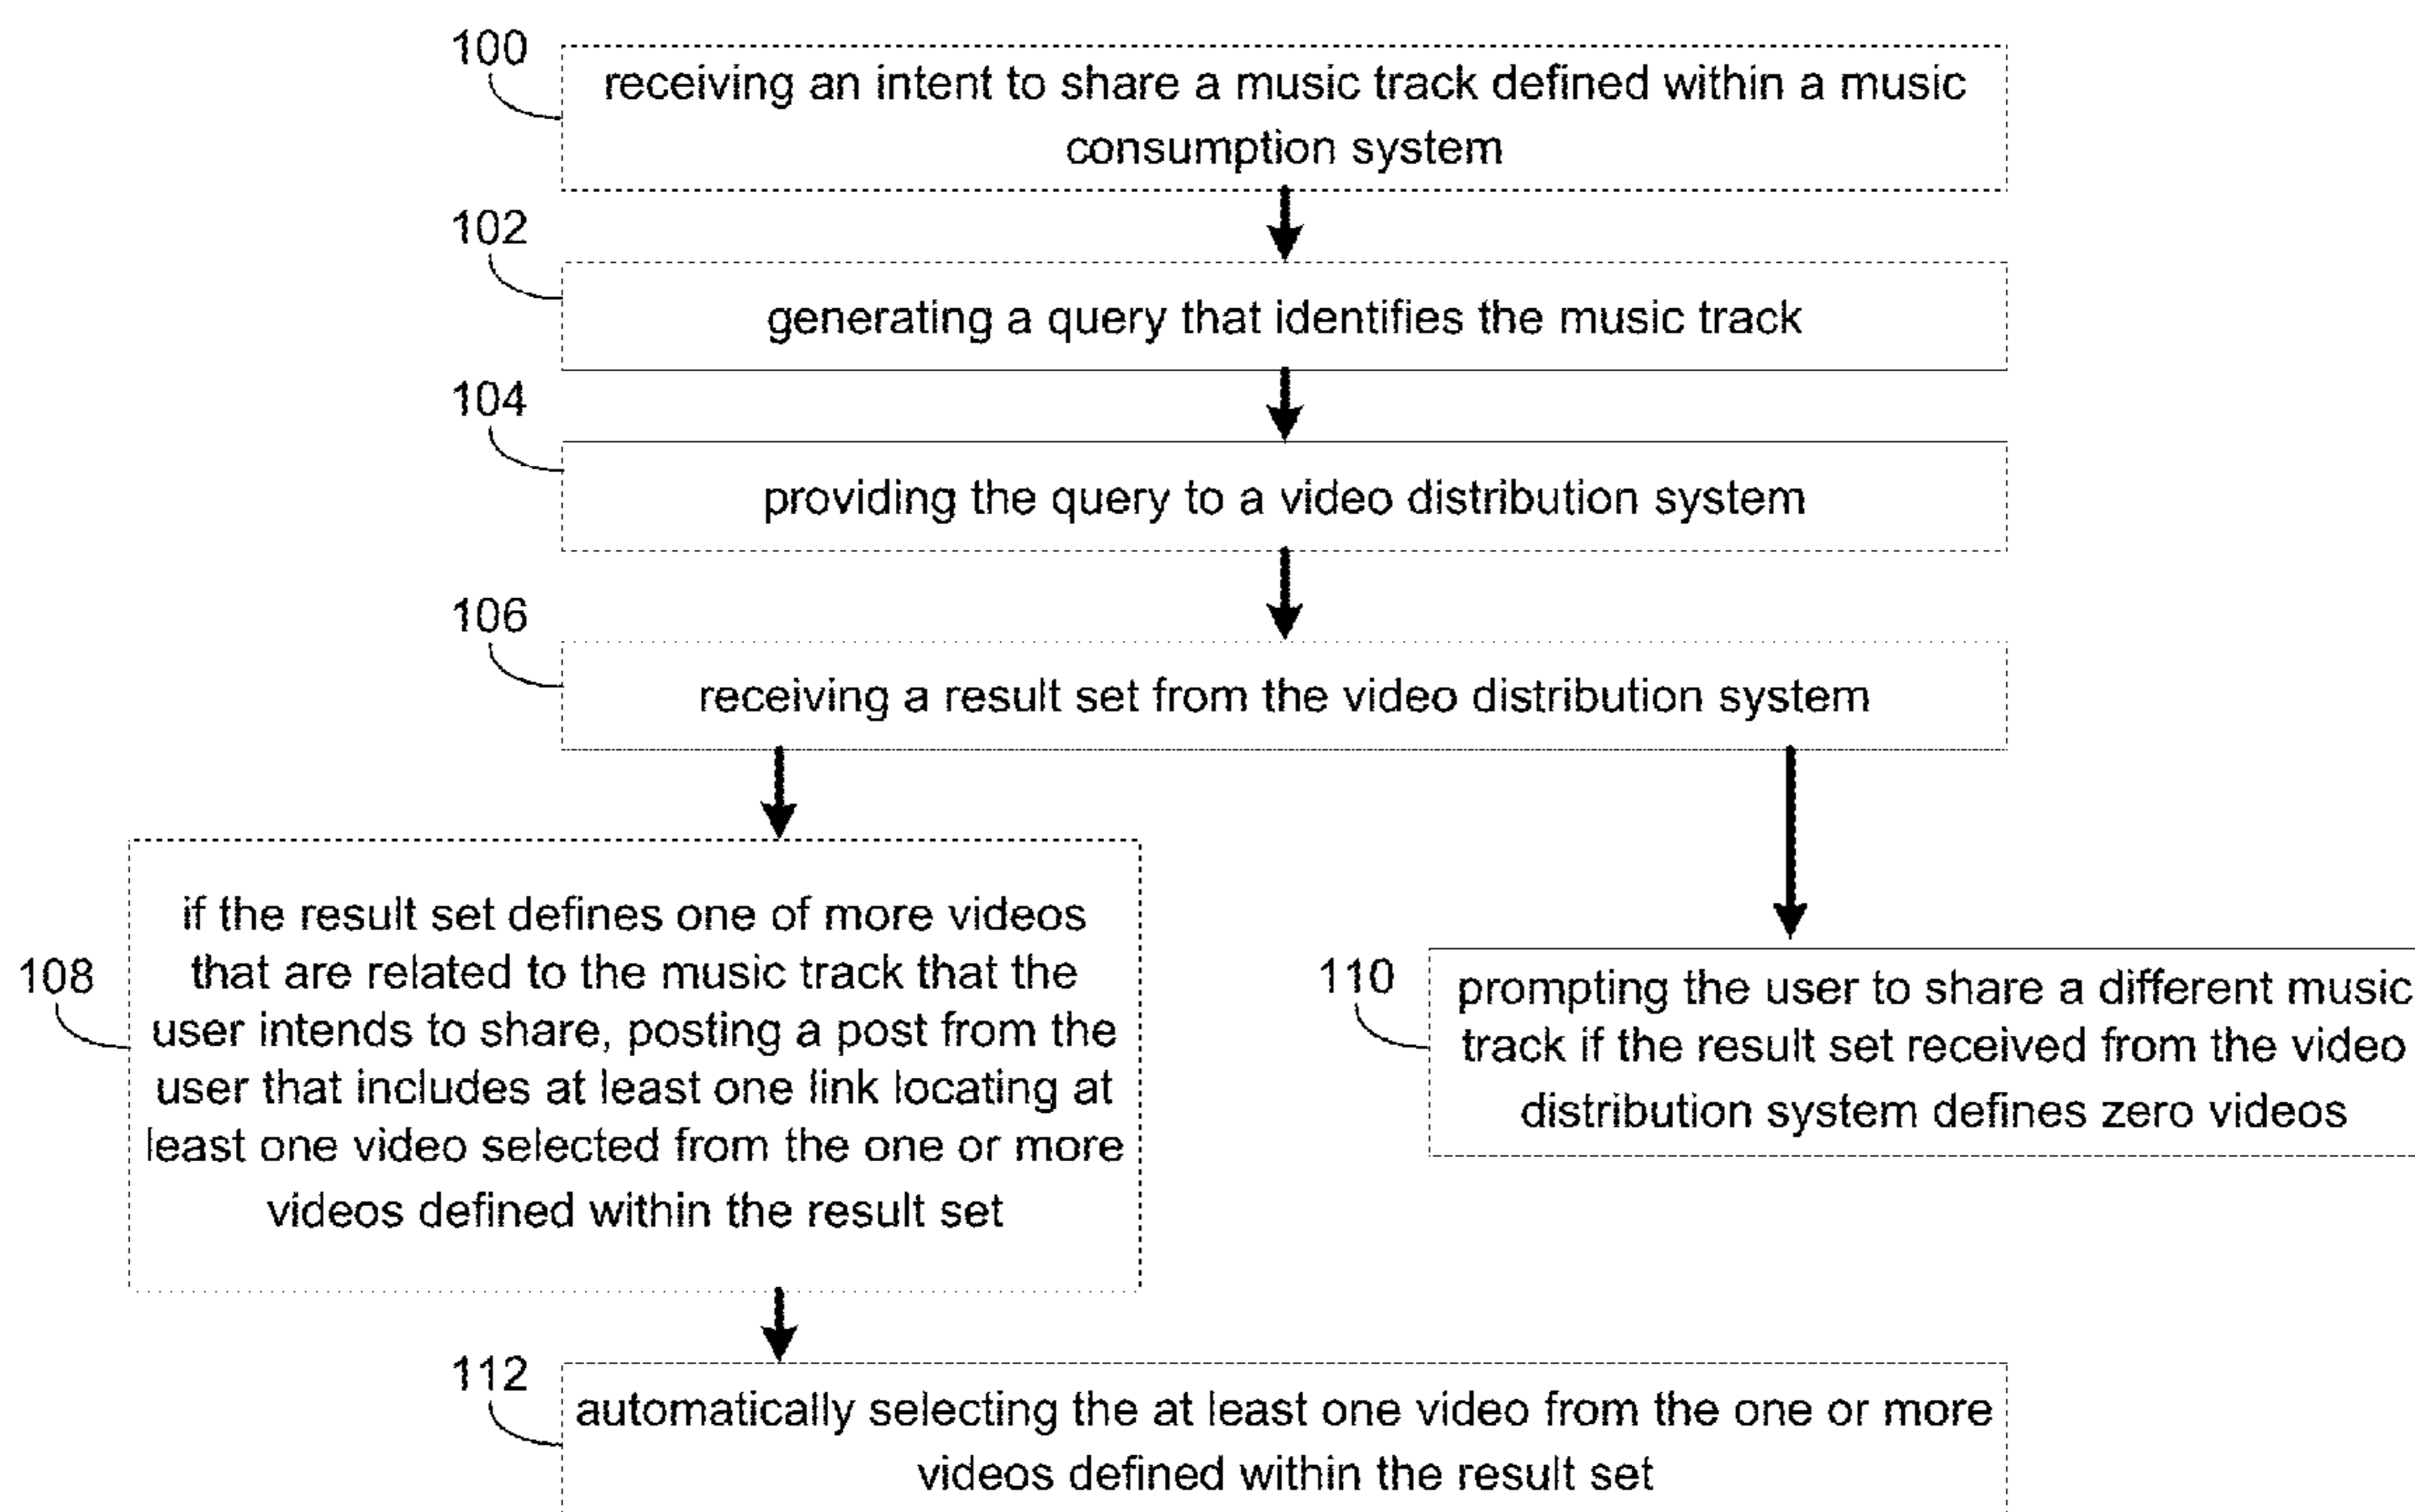 100
receiving an intent to share a music track defined within a music
consumption system
102
generating a query that identifies the music track
104
providing the query to a video distribution system
106
receiving a result set from the video distribution system
108
if the result set defines one of more videos
that are related to the music track that the
user intends to share, posting a post from the
user that includes at least one link locating at
least one video selected from the one or more
videos defined within the result set
110
prompting the user to share a different music
track if the result set received from the video
distribution system defines zero videos
112
automatically selecting the at least one video from the one or more
videos defined within the result set